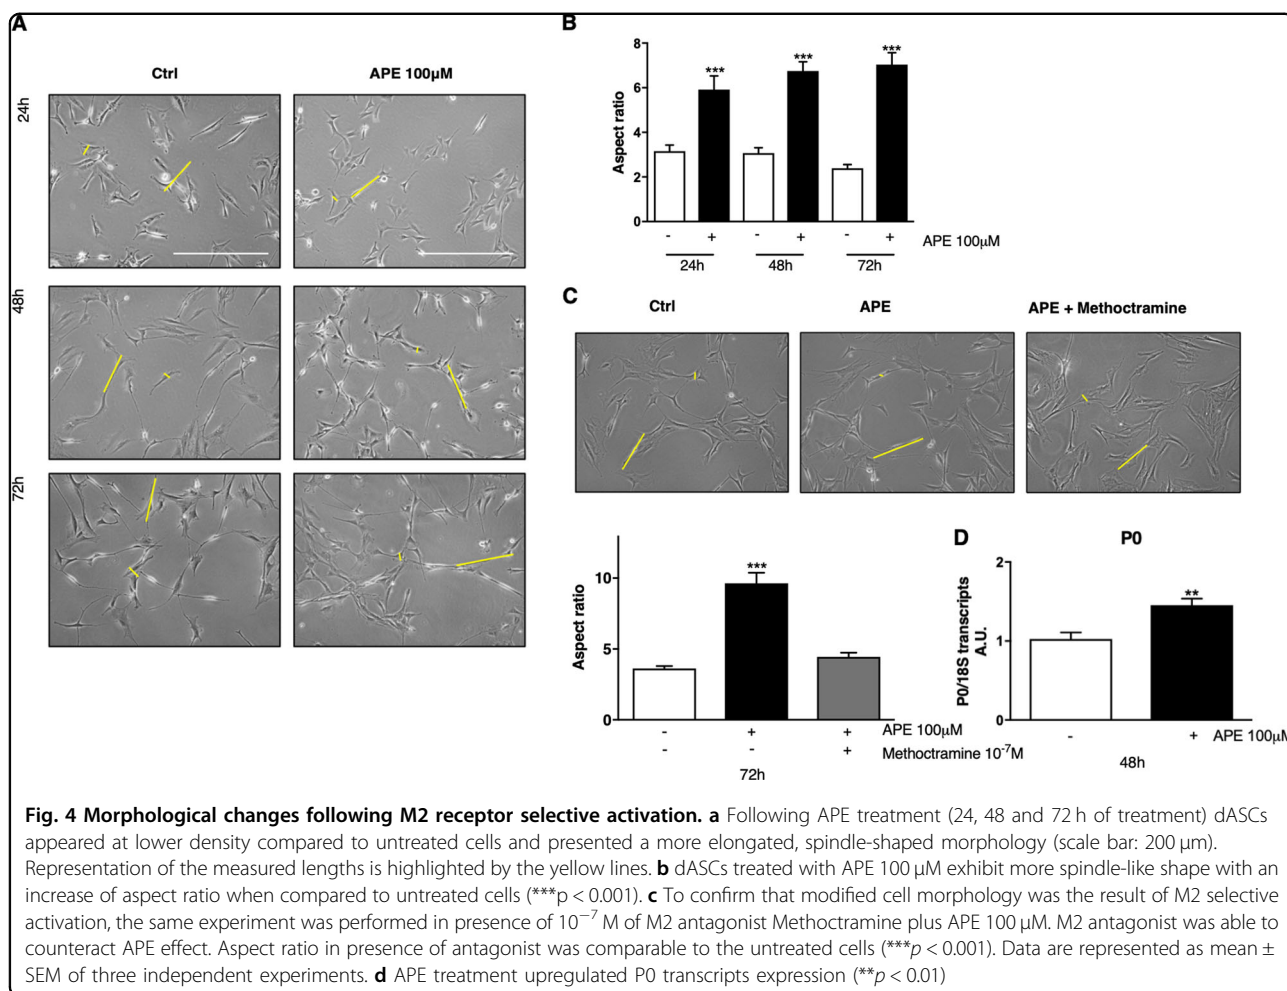 A
Ctrl
APE 100µM
24h
48h
72h
B
Aspect ratio
8
6
4
2
0
***
***
***
- + - + - +
APE 100µM
24h 48h 72h
C
Ctrl
APE
APE + Methoctramine
Aspect ratio
10
5
0
***
- + + APE 100µM
- - + Methoctramine 10⁻⁷M
72h
D
P0
P0/18S transcripts
A.U.
2
1
0
**
- + APE 100µM
48h
Fig. 4 Morphological changes following M2 receptor selective activation. a Following APE treatment (24, 48 and 72 h of treatment) dASCs
appeared at lower density compared to untreated cells and presented a more elongated, spindle-shaped morphology (scale bar: 200 µm).
Representation of the measured lengths is highlighted by the yellow lines. b dASCs treated with APE 100 µM exhibit more spindle-like shape with an
increase of aspect ratio when compared to untreated cells (***p < 0.001). c To confirm that modified cell morphology was the result of M2 selective
activation, the same experiment was performed in presence of 10⁻⁷ M of M2 antagonist Methoctramine plus APE 100 µM. M2 antagonist was able to
counteract APE effect. Aspect ratio in presence of antagonist was comparable to the untreated cells (***p < 0.001). Data are represented as mean ±
SEM of three independent experiments. d APE treatment upregulated P0 transcripts expression (**p < 0.01)